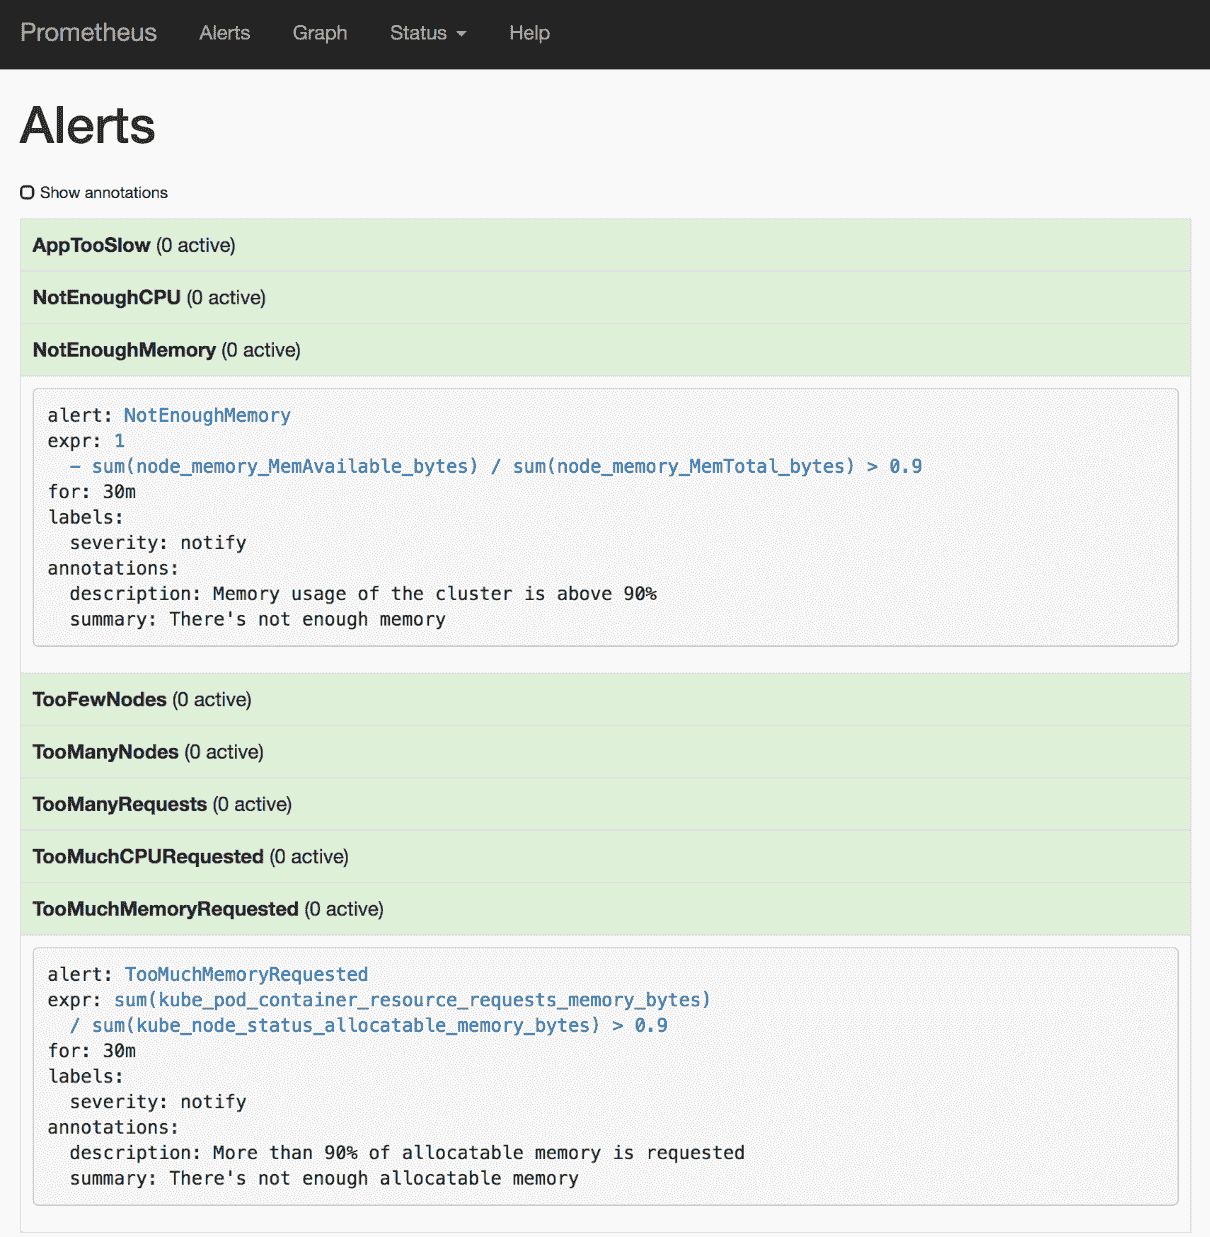 Prometheus Alerts Graph Status Help
Alerts
Show annotations
AppTooSlow (0 active)
NotEnoughCPU (0 active)
NotEnoughMemory (0 active)
alert: NotEnoughMemory
expr: 1
  - sum(node_memory_MemAvailable_bytes) / sum(node_memory_MemTotal_bytes) > 0.9
for: 30m
labels:
  severity: notify
annotations:
  description: Memory usage of the cluster is above 90%
  summary: There's not enough memory
TooFewNodes (0 active)
TooManyNodes (0 active)
TooManyRequests (0 active)
TooMuchCPURequested (0 active)
TooMuchMemoryRequested (0 active)
alert: TooMuchMemoryRequested
expr: sum(kube_pod_container_resource_requests_memory_bytes)
  / sum(kube_node_status_allocatable_memory_bytes) > 0.9
for: 30m
labels:
  severity: notify
annotations:
  description: More than 90% of allocatable memory is requested
  summary: There's not enough allocatable memory